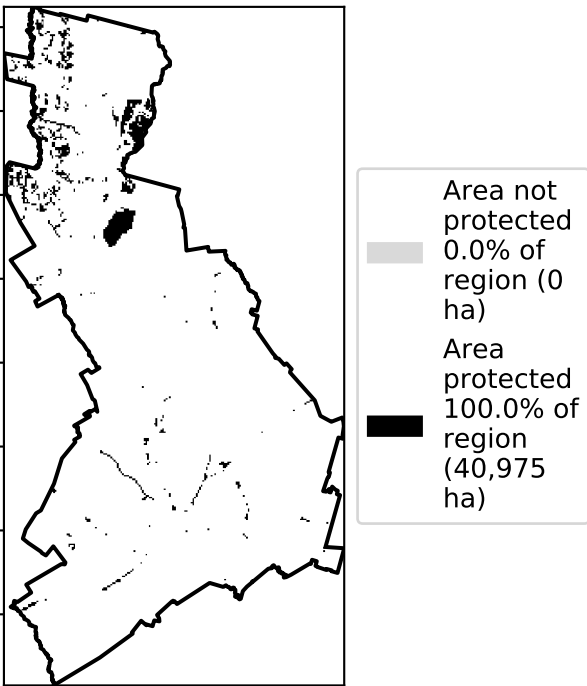 Area not
protected
0.0% of
region (0
ha)
Area
protected
100.0% of
region
(40,975
ha)